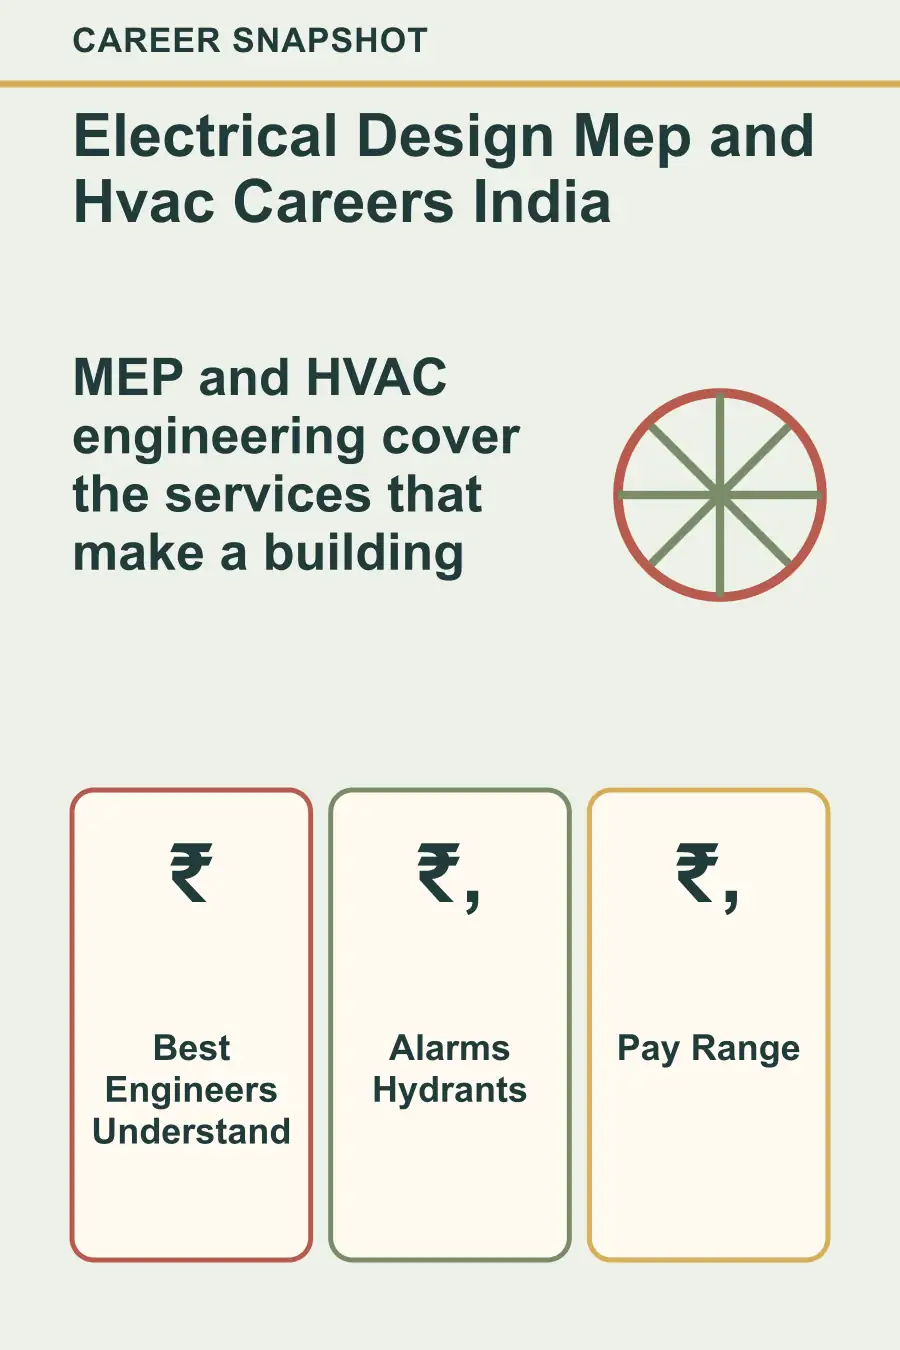 CAREER SNAPSHOT
Electrical Design Mep and
Hvac Careers India
MEP and HVAC
engineering cover
the services that
make a building
₹
Best
Engineers
Understand
₹,
Alarms
Hydrants
₹,
Pay Range